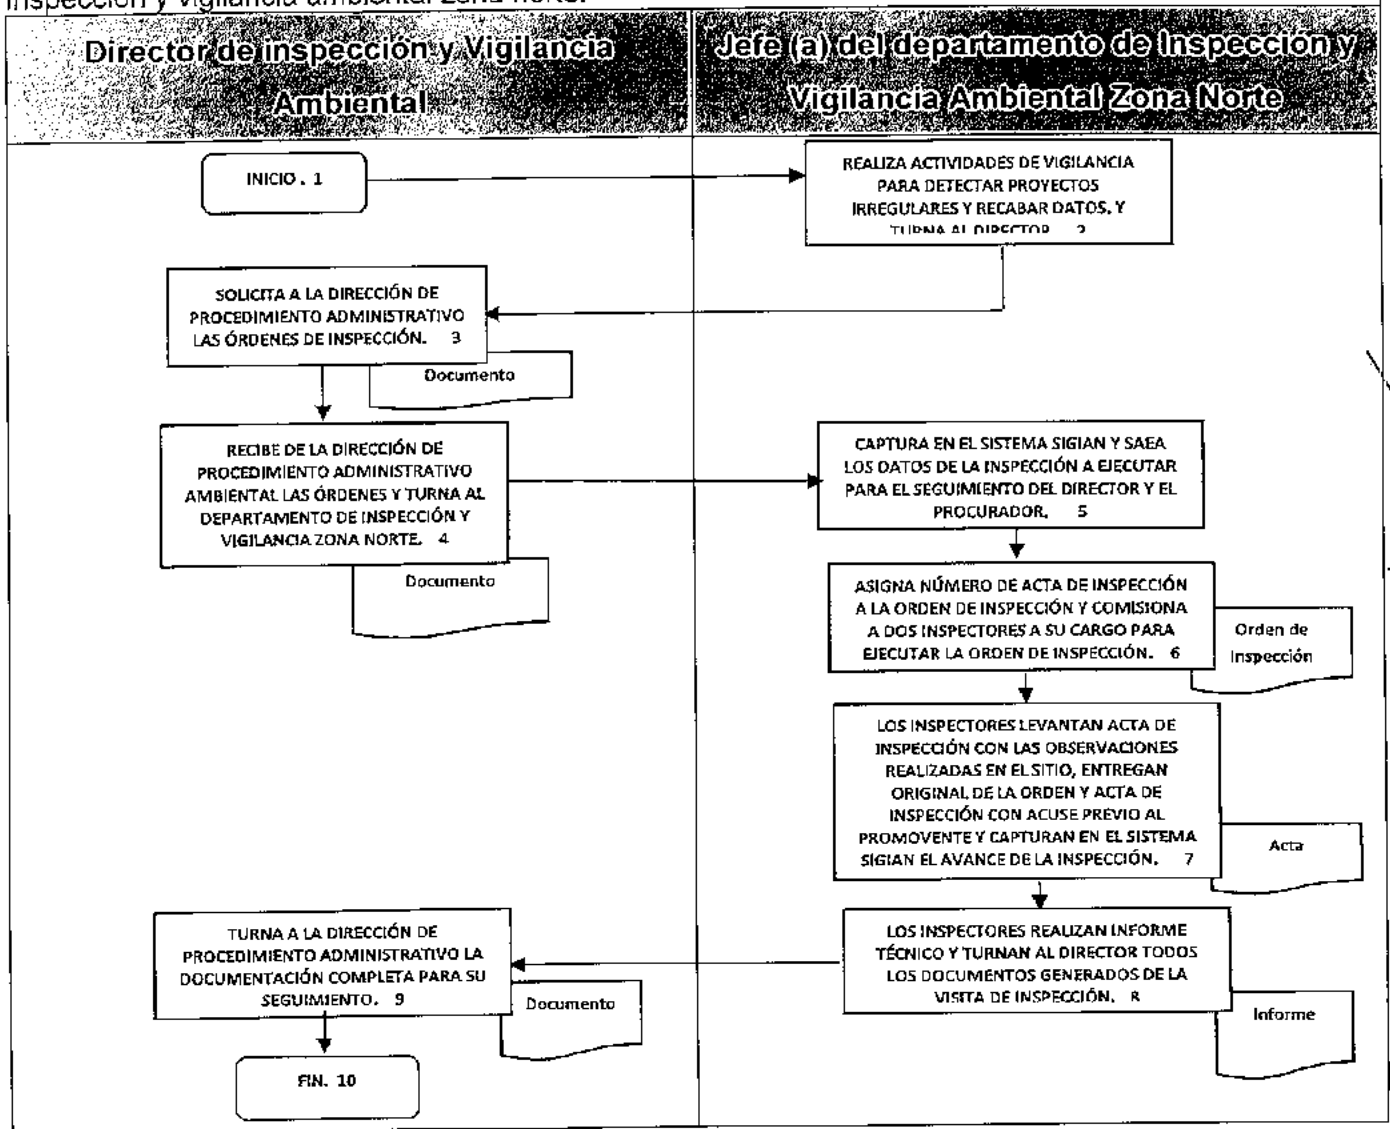 Inspección y vigilancia ambiental zona norte.
Director de inspección y Vigilancia
Ambiental
Jefe (a) del departamento de Inspección y
Vigilancia Ambiental Zona Norte
INICIO . 1
REALIZA ACTIVIDADES DE VIGILANCIA
PARA DETECTAR PROYECTOS
IRREGULARES Y RECABAR DATOS, Y
TURNA AL DIRECTOR 2
SOLICITA A LA DIRECCIÓN DE
PROCEDIMIENTO ADMINISTRATIVO
LAS ÓRDENES DE INSPECCIÓN. 3
Documento
RECIBE DE LA DIRECCIÓN DE
PROCEDIMIENTO ADMINISTRATIVO
AMBIENTAL LAS ÓRDENES Y TURNA AL
DEPARTAMENTO DE INSPECCIÓN Y
VIGILANCIA ZONA NORTE. 4
Documento
CAPTURA EN EL SISTEMA SIGIAN Y SAEA
LOS DATOS DE LA INSPECCIÓN A EJECUTAR
PARA EL SEGUIMIENTO DEL DIRECTOR Y EL
PROCURADOR. 5
ASIGNA NÚMERO DE ACTA DE INSPECCIÓN
A LA ORDEN DE INSPECCIÓN Y COMISIONA
A DOS INSPECTORES A SU CARGO PARA
EJECUTAR LA ORDEN DE INSPECCIÓN. 6
Orden de
Inspección
LOS INSPECTORES LEVANTAN ACTA DE
INSPECCIÓN CON LAS OBSERVACIONES
REALIZADAS EN EL SITIO, ENTREGAN
ORIGINAL DE LA ORDEN Y ACTA DE
INSPECCIÓN CON ACUSE PREVIO AL
PROMOVENTE Y CAPTURAN EN EL SISTEMA
SIGIAN EL AVANCE DE LA INSPECCIÓN. 7
Acta
LOS INSPECTORES REALIZAN INFORME
TÉCNICO Y TURNAN AL DIRECTOR TODOS
LOS DOCUMENTOS GENERADOS DE LA
VISITA DE INSPECCIÓN. 8
Informe
TURNA A LA DIRECCIÓN DE
PROCEDIMIENTO ADMINISTRATIVO LA
DOCUMENTACIÓN COMPLETA PARA SU
SEGUIMIENTO. 9
Documento
FIN. 10